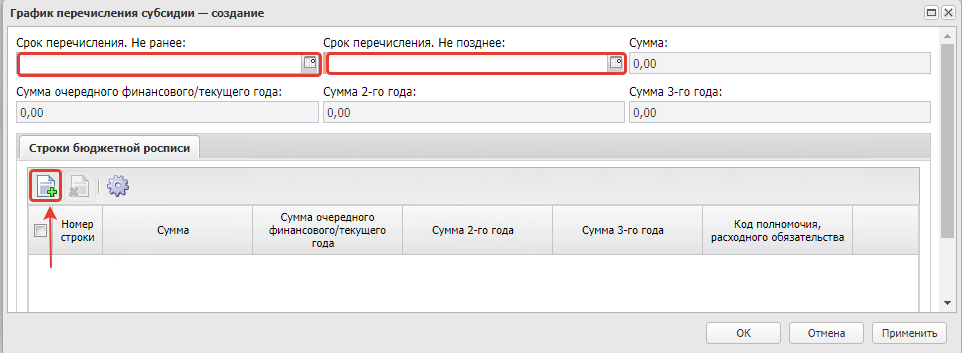 График перечисления субсидии — создание
Срок перечисления. Не ранее:
Срок перечисления. Не позднее:
Сумма:
0,00
Сумма очередного финансового/текущего года:
Сумма 2-го года:
Сумма 3-го года:
0,00
0,00
0,00
Строки бюджетной росписи
Номер
строки
Сумма
Сумма очередного
финансового/текущего
года
Сумма 2-го года
Сумма 3-го года
Код полномочия,
расходного обязательства
ОК
Отмена
Применить